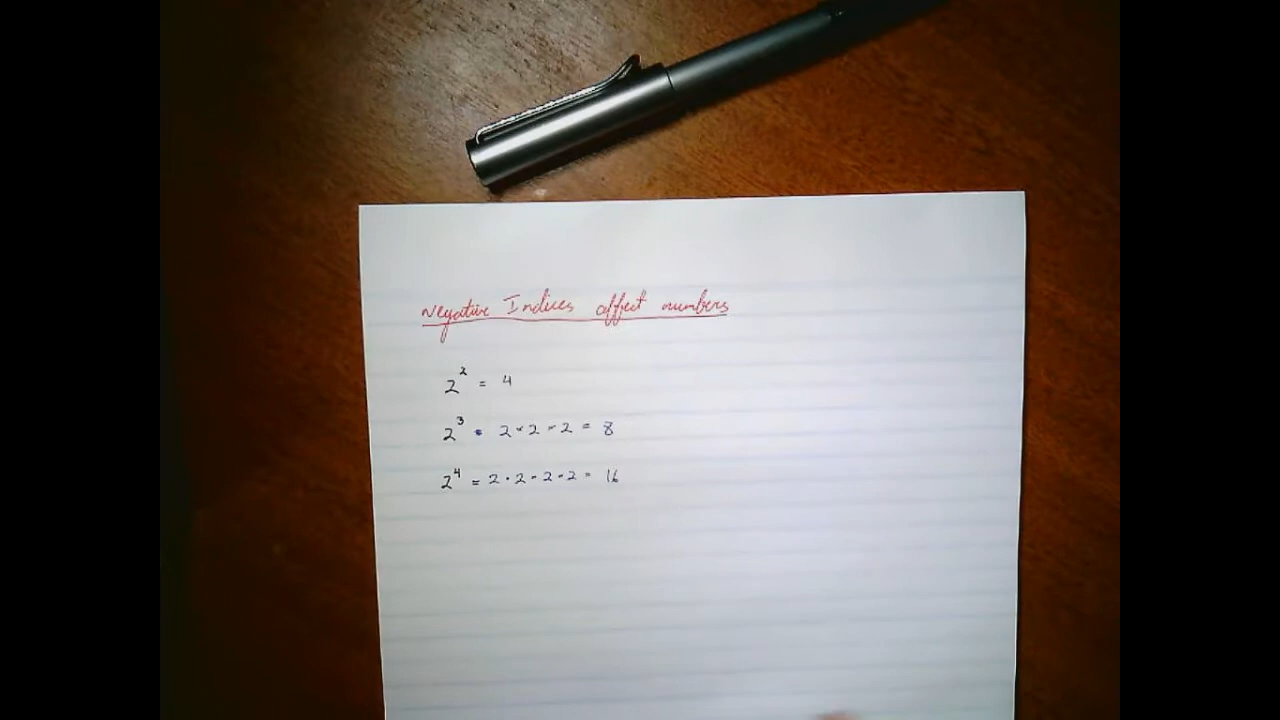 Negative Indices affect numbers
2² = 4
2³ = 2 × 2 × 2 = 8
2⁴ = 2 · 2 · 2 · 2 = 16